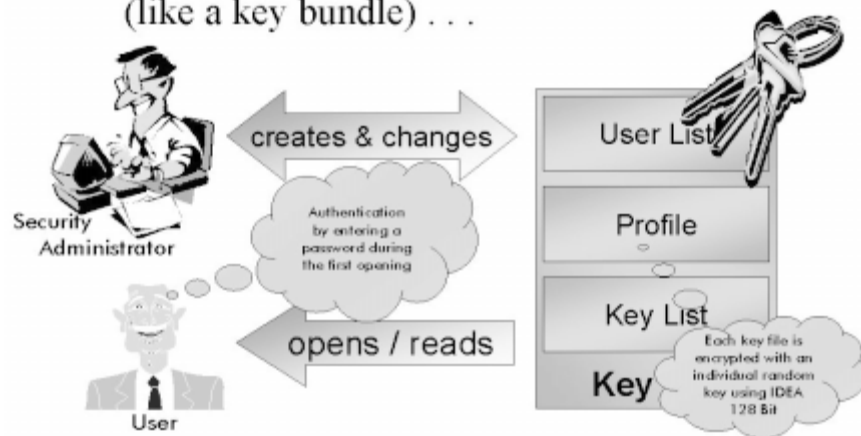 (like a key bundle) . . .
creates & changes
User List
Authentication
by entering a
password during
the first opening
Security
Administrator
Profile
Key List
opens / reads
Each key file is
encrypted with an
individual random
key using IDEA
128 Bit
Key
User